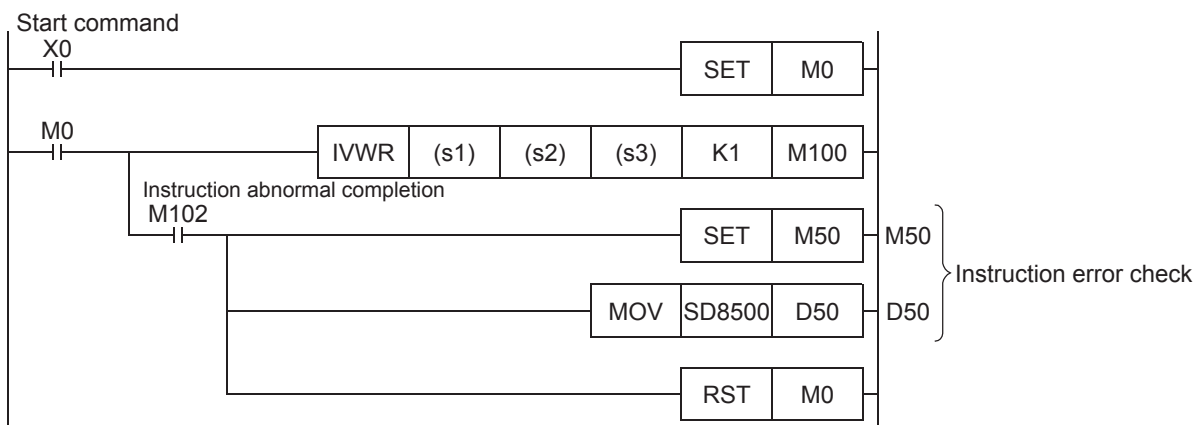 Start command
X0
SET M0
M0
IVWR (s1) (s2) (s3) K1 M100
Instruction abnormal completion
M102
SET M50 M50
Instruction error check
MOV SD8500 D50 D50
RST M0